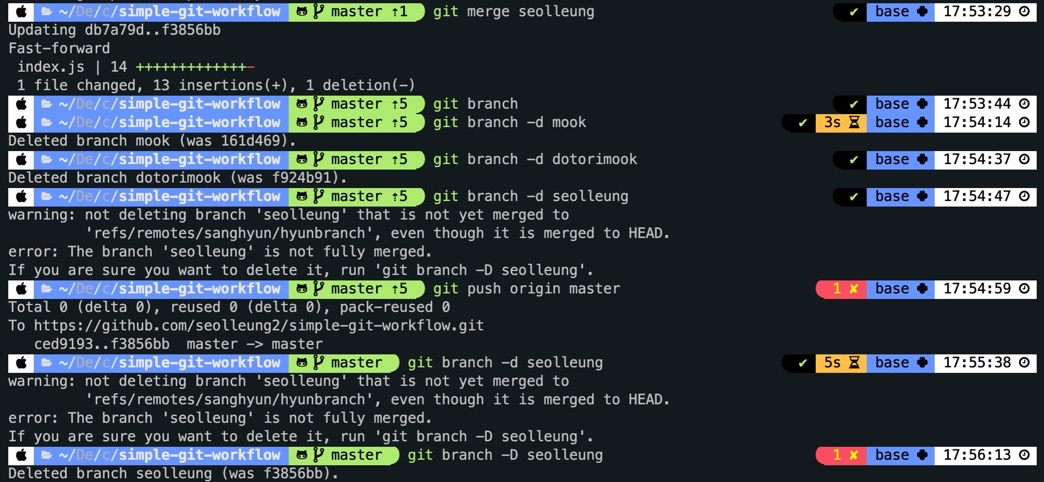 ~/De/c/simple-git-workflow master ↑1 git merge seolleung ✔ base 17:53:29
Updating db7a79d..f3856bb
Fast-forward
index.js | 14 +++++++++++++-
1 file changed, 13 insertions(+), 1 deletion(-)
~/De/c/simple-git-workflow master ↑5 git branch ✔ base 17:53:44
~/De/c/simple-git-workflow master ↑5 git branch -d mook ✔ 3s base 17:54:14
Deleted branch mook (was 161d469).
~/De/c/simple-git-workflow master ↑5 git branch -d dotorimook ✔ base 17:54:37
Deleted branch dotorimook (was f924b91).
~/De/c/simple-git-workflow master ↑5 git branch -d seolleung ✔ base 17:54:47
warning: not deleting branch 'seolleung' that is not yet merged to
'refs/remotes/sanghyun/hyunbranch', even though it is merged to HEAD.
error: The branch 'seolleung' is not fully merged.
If you are sure you want to delete it, run 'git branch -D seolleung'.
~/De/c/simple-git-workflow master ↑5 git push origin master 1 ✘ base 17:54:59
Total 0 (delta 0), reused 0 (delta 0), pack-reused 0
To https://github.com/seolleung2/simple-git-workflow.git
ced9193..f3856bb master -> master
~/De/c/simple-git-workflow master git branch -d seolleung ✔ 5s base 17:55:38
warning: not deleting branch 'seolleung' that is not yet merged to
'refs/remotes/sanghyun/hyunbranch', even though it is merged to HEAD.
error: The branch 'seolleung' is not fully merged.
If you are sure you want to delete it, run 'git branch -D seolleung'.
~/De/c/simple-git-workflow master git branch -D seolleung 1 ✘ base 17:56:13
Deleted branch seolleung (was f3856bb).